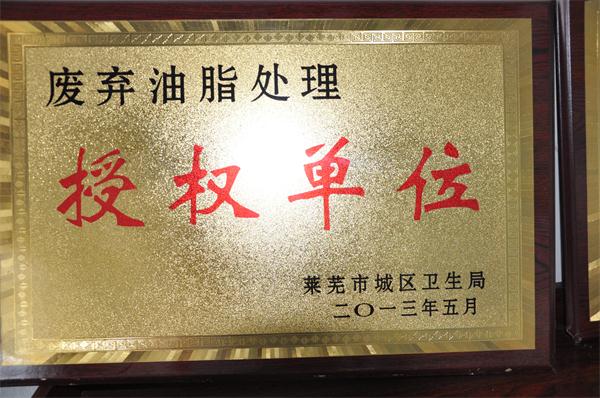 废弃油脂处理
授权单位
莱芜市城区卫生局
二〇一三年五月